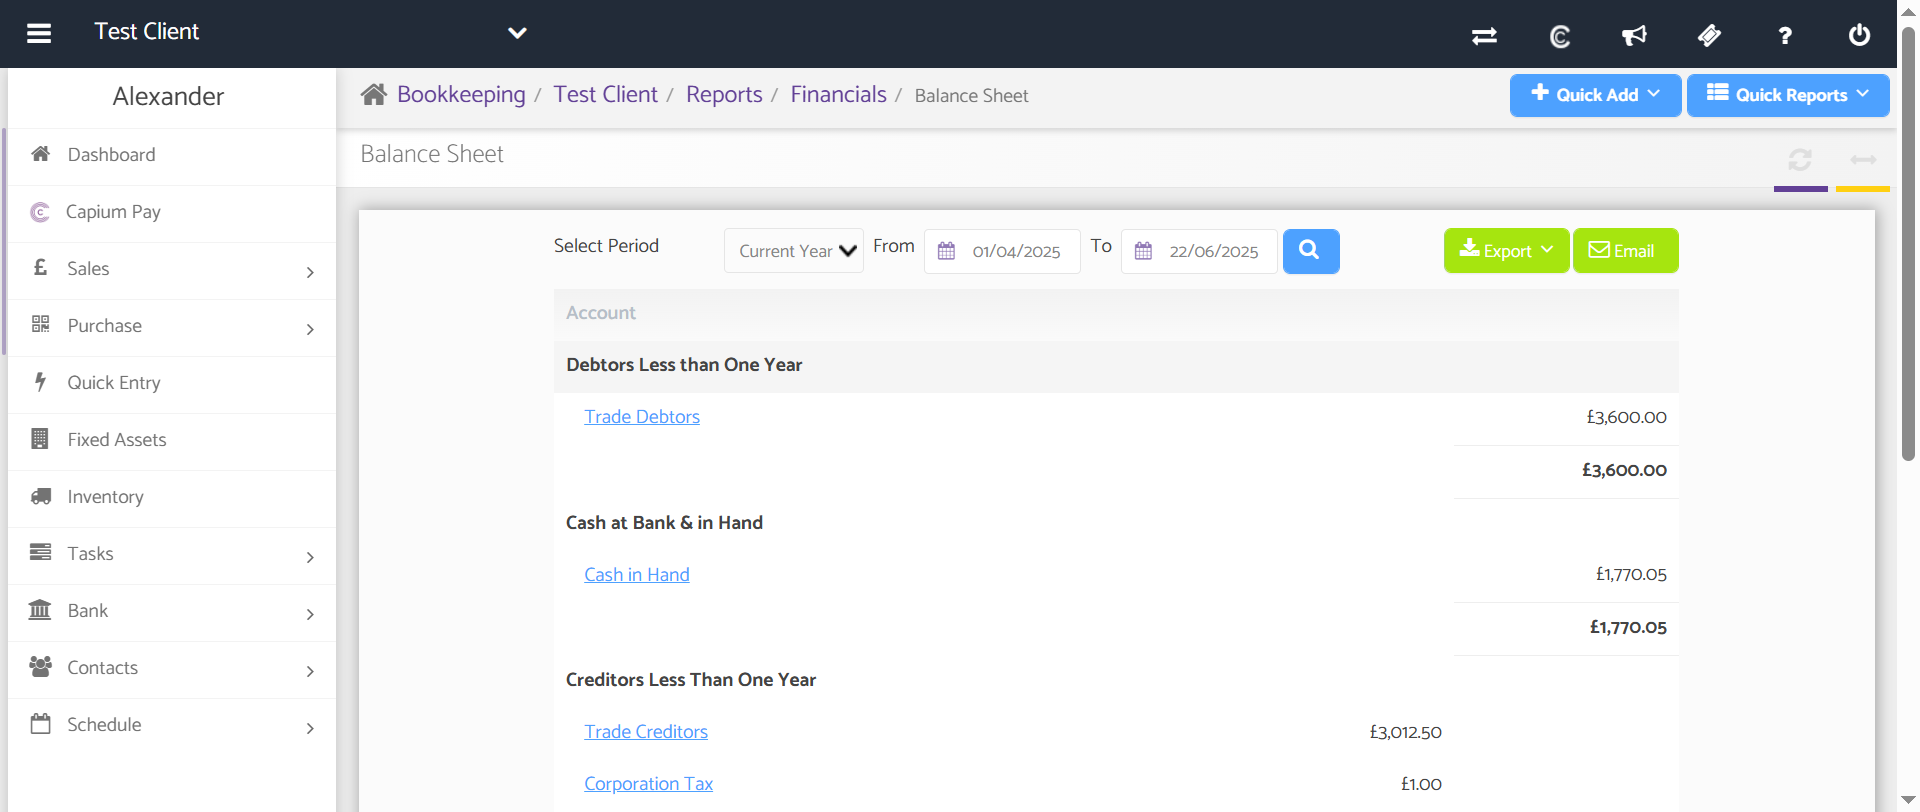 Test Client
?
Alexander
Bookkeeping / Test Client / Reports / Financials / Balance Sheet
Quick Add
Quick Reports
Dashboard
Capium Pay
Sales
Purchase
Quick Entry
Fixed Assets
Inventory
Tasks
Bank
Contacts
Schedule
Balance Sheet
Select Period
Current Year
From
01/04/2025
To
22/06/2025
Export
Email
Account
Debtors Less than One Year
Trade Debtors £3,600.00
£3,600.00
Cash at Bank & in Hand
Cash in Hand £1,770.05
£1,770.05
Creditors Less Than One Year
Trade Creditors £3,012.50
Corporation Tax £1.00